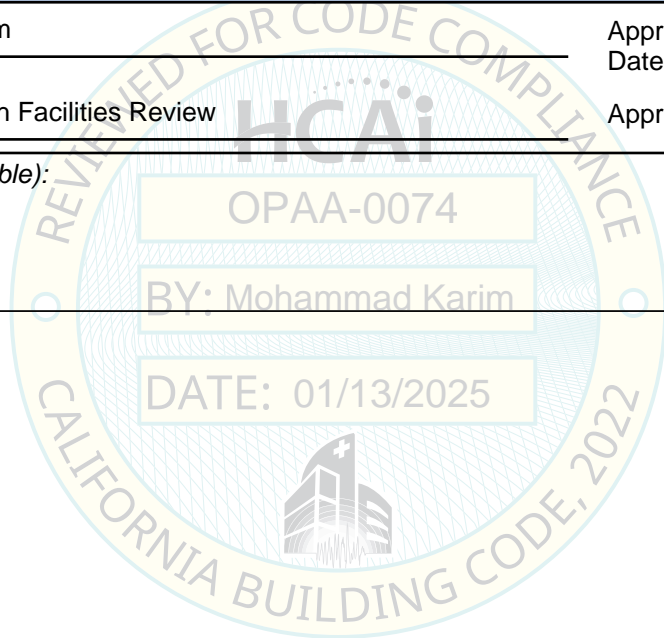 m
Appr
Date
n Facilities Review
Appr
ble):
REVIEWED FOR CODE COMPLIANCE
HCAi
OPAA-0074
BY: Mohammad Karim
DATE: 01/13/2025
CALIFORNIA BUILDING CODE, 2022